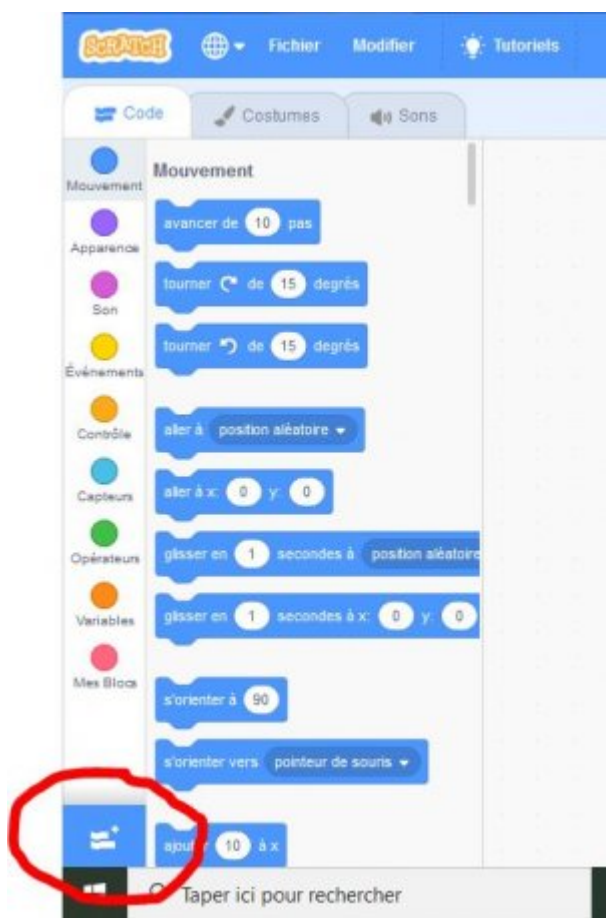 SCRATCH Fichier Modifier Tutoriels
Code Costumes Sons
Mouvement
Apparence
Son
Événements
Contrôle
Capteurs
Opérateurs
Variables
Mes Blocs
Mouvement
avancer de 10 pas
tourner de 15 degrés
tourner de 15 degrés
aller à position aléatoire
aller à x: 0 y: 0
glisser en 1 secondes à position aléatoire
glisser en 1 secondes à x: 0 y: 0
s'orienter à 90
s'orienter vers pointeur de souris
ajouter 10 à x
Taper ici pour rechercher